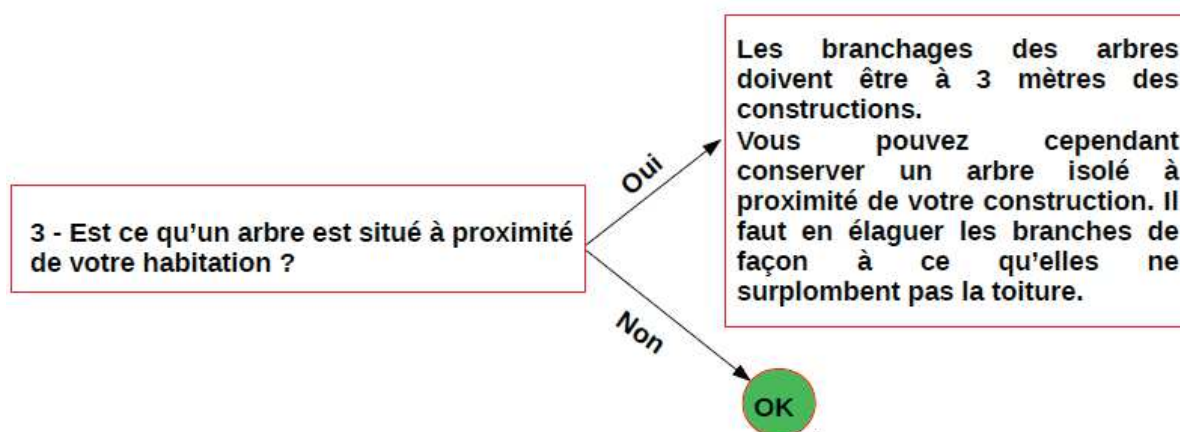 Les branchages des arbres
doivent être à 3 mètres des
constructions.
Vous pouvez cependant
conserver un arbre isolé à
proximité de votre construction. Il
faut en élaguer les branches de
façon à ce qu'elles ne
surplombent pas la toiture.
Oui
3 - Est ce qu'un arbre est situé à proximité
de votre habitation ?
Non
OK